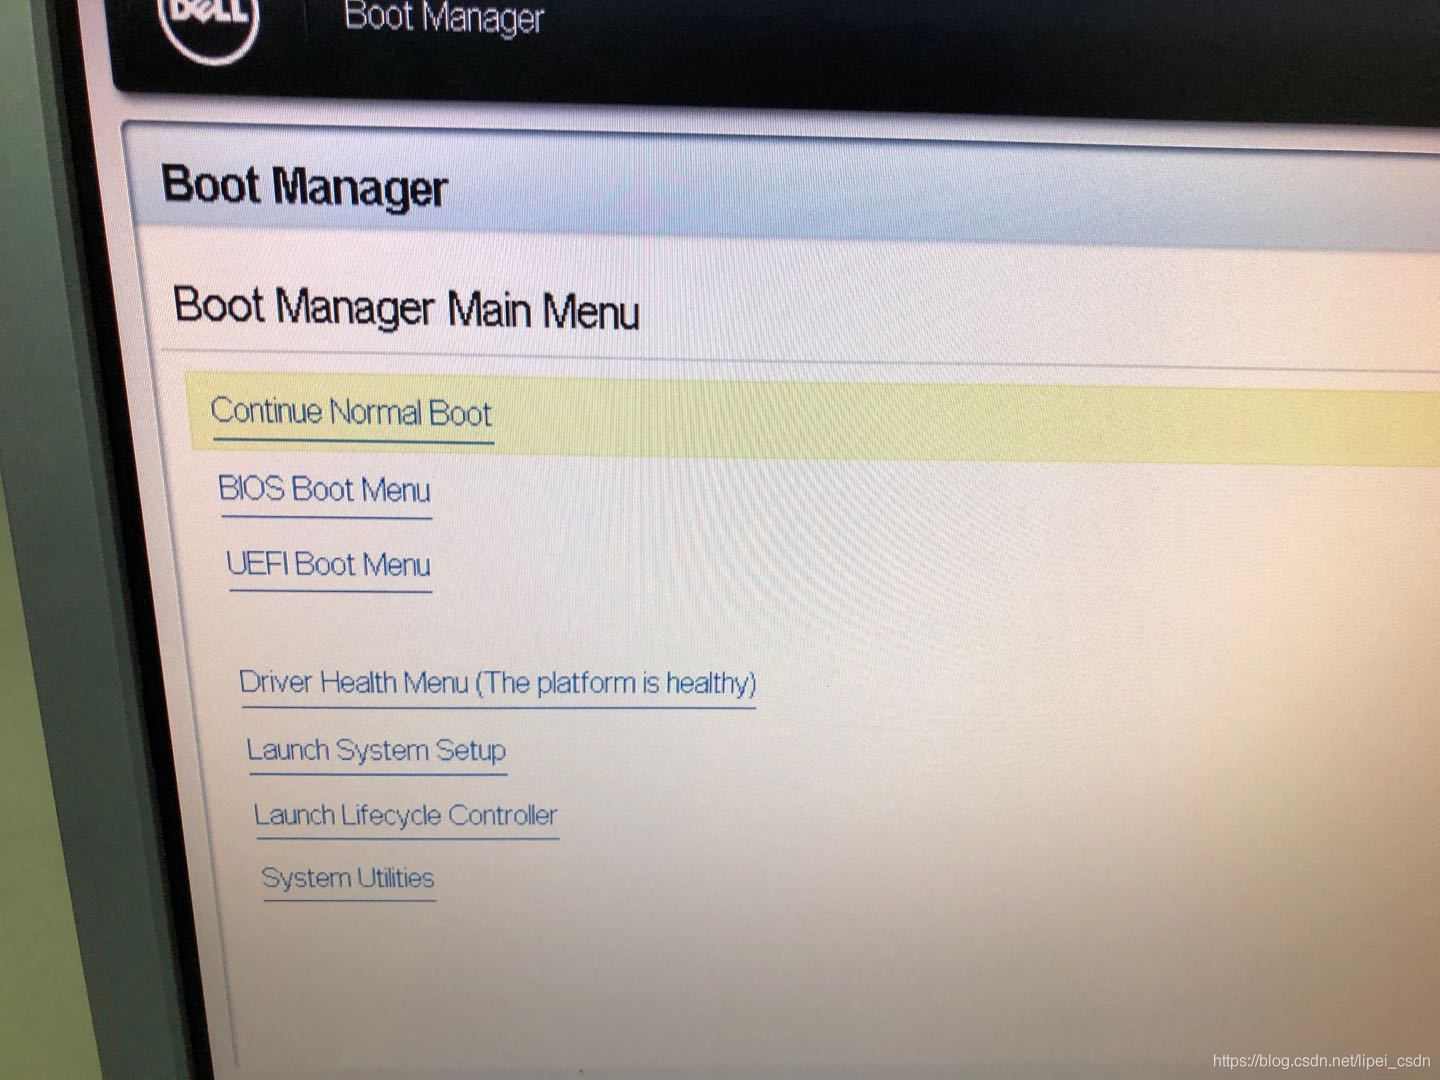 DELL
Boot Manager
Boot Manager
Boot Manager Main Menu
Continue Normal Boot
BIOS Boot Menu
UEFI Boot Menu
Driver Health Menu (The platform is healthy)
Launch System Setup
Launch Lifecycle Controller
System Utilities
https://blog.csdn.net/lipei_csdn